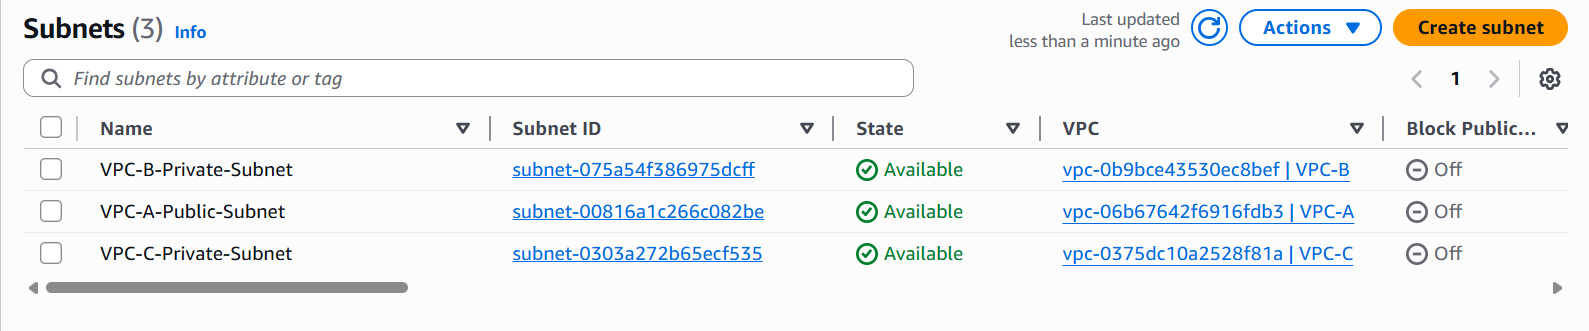 Subnets (3) Info
Last updated
less than a minute ago
Actions
Create subnet
Find subnets by attribute or tag
1
Name Subnet ID State VPC Block Public...
VPC-B-Private-Subnet subnet-075a54f386975dcff Available vpc-0b9bce43530ec8bef | VPC-B Off
VPC-A-Public-Subnet subnet-00816a1c266c082be Available vpc-06b67642f6916fdb3 | VPC-A Off
VPC-C-Private-Subnet subnet-0303a272b65ecf535 Available vpc-0375dc10a2528f81a | VPC-C Off